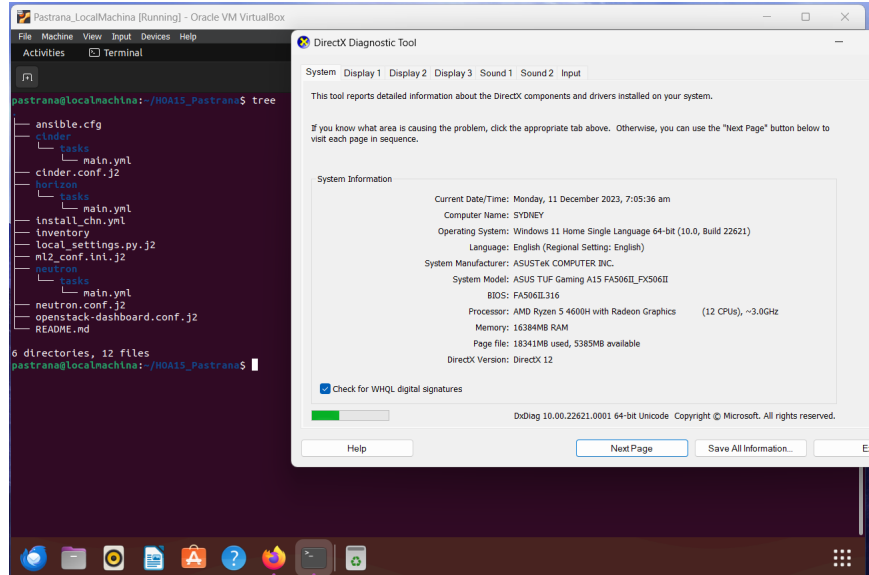 Pastrana_LocalMachina [Running] - Oracle VM VirtualBox
File Machine View Input Devices Help
Activities Terminal
pastrana@localmachina:~/HOA15_Pastrana$ tree
.
├── ansible.cfg
├── cinder
│   └── tasks
│       └── main.yml
├── cinder.conf.j2
├── horizon
│   └── tasks
│       └── main.yml
├── install_chn.yml
├── inventory
├── local_settings.py.j2
├── ml2_conf.ini.j2
├── neutron
│   └── tasks
│       └── main.yml
├── neutron.conf.j2
├── openstack-dashboard.conf.j2
└── README.md
6 directories, 12 files
pastrana@localmachina:~/HOA15_Pastrana$
DirectX Diagnostic Tool
System Display 1 Display 2 Display 3 Sound 1 Sound 2 Input
This tool reports detailed information about the DirectX components and drivers installed on your system.
If you know what area is causing the problem, click the appropriate tab above. Otherwise, you can use the "Next Page" button below to
visit each page in sequence.
System Information
Current Date/Time: Monday, 11 December 2023, 7:05:36 am
Computer Name: SYDNEY
Operating System: Windows 11 Home Single Language 64-bit (10.0, Build 22621)
Language: English (Regional Setting: English)
System Manufacturer: ASUSTeK COMPUTER INC.
System Model: ASUS TUF Gaming A15 FA506II_FX506II
BIOS: FA506II.316
Processor: AMD Ryzen 5 4600H with Radeon Graphics (12 CPUs), ~3.0GHz
Memory: 16384MB RAM
Page file: 18341MB used, 5385MB available
DirectX Version: DirectX 12
Check for WHQL digital signatures
DxDiag 10.00.22621.0001 64-bit Unicode Copyright © Microsoft. All rights reserved.
Help Next Page Save All Information...